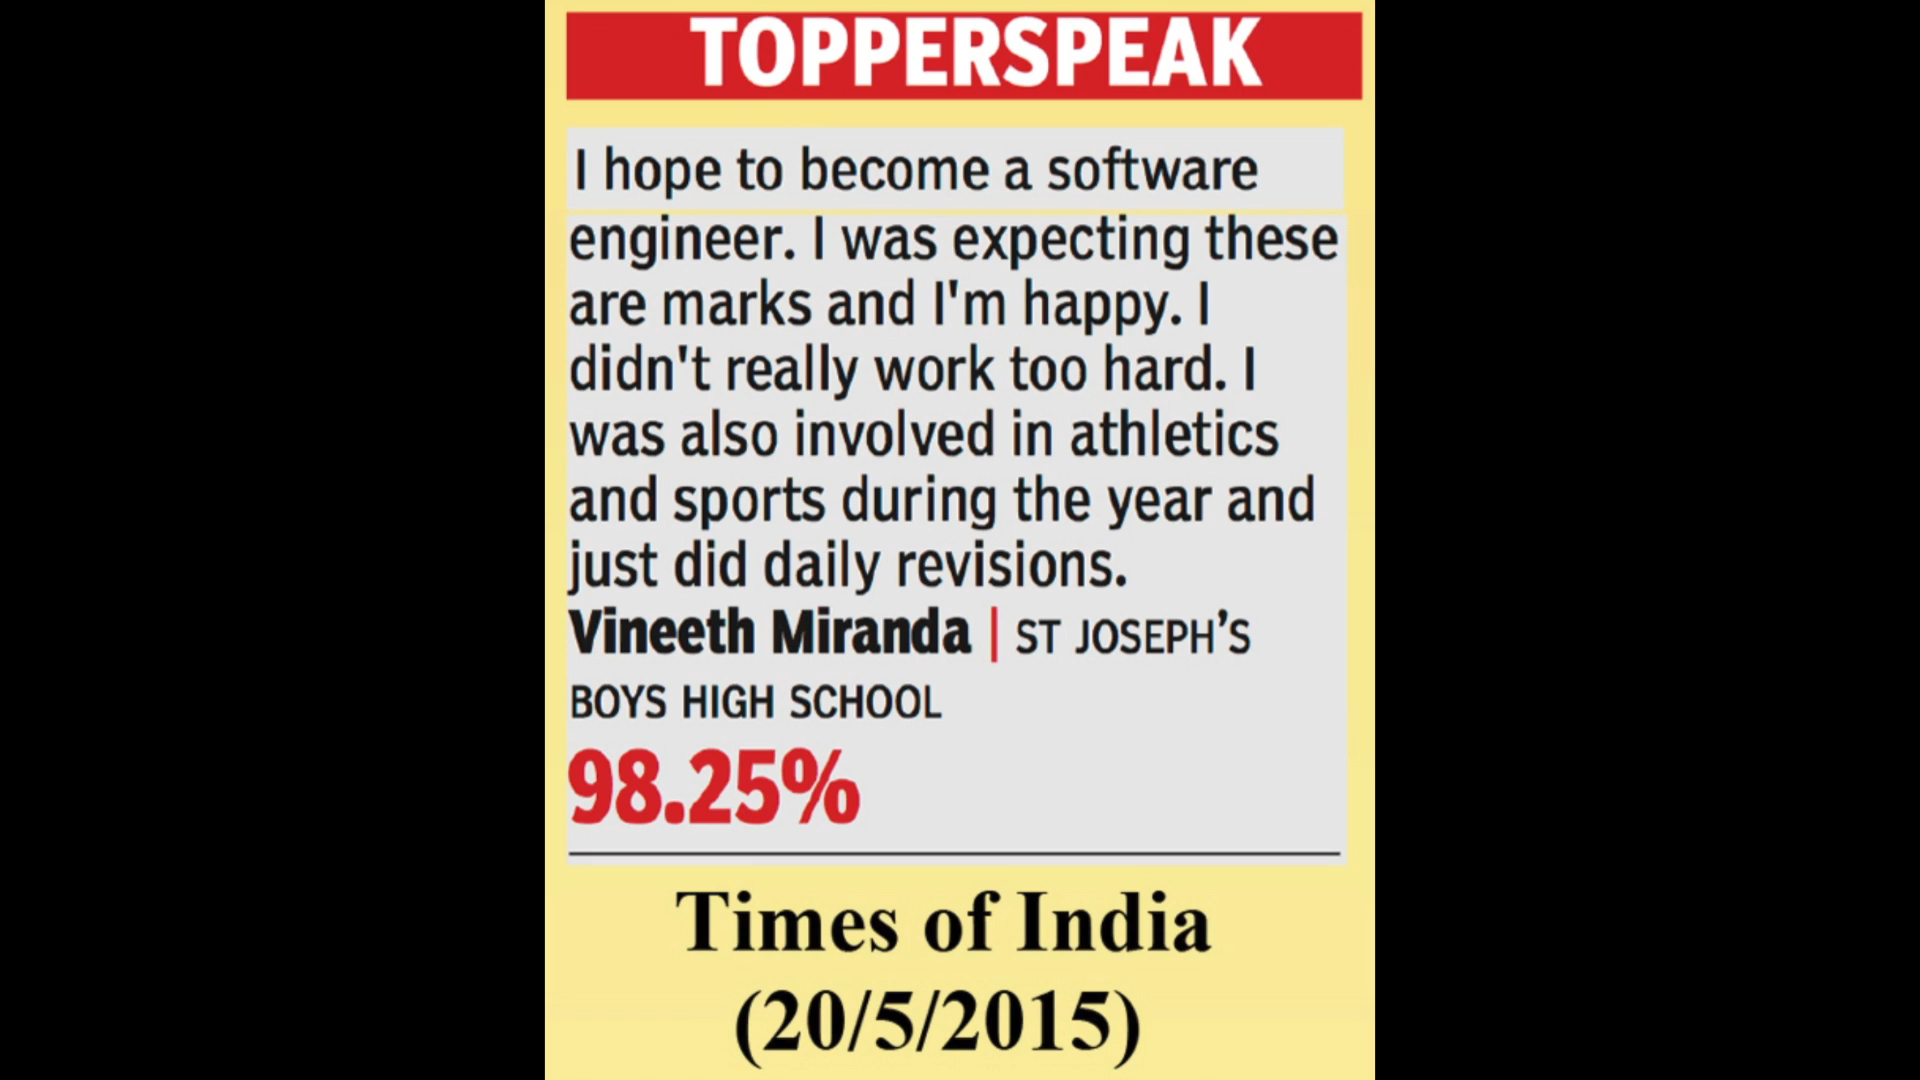 TOPPERSPEAK
I hope to become a software
engineer. I was expecting these
are marks and I'm happy. I
didn't really work too hard. I
was also involved in athletics
and sports during the year and
just did daily revisions.
Vineeth Miranda | ST JOSEPH’S
BOYS HIGH SCHOOL
98.25%
Times of India
(20/5/2015)